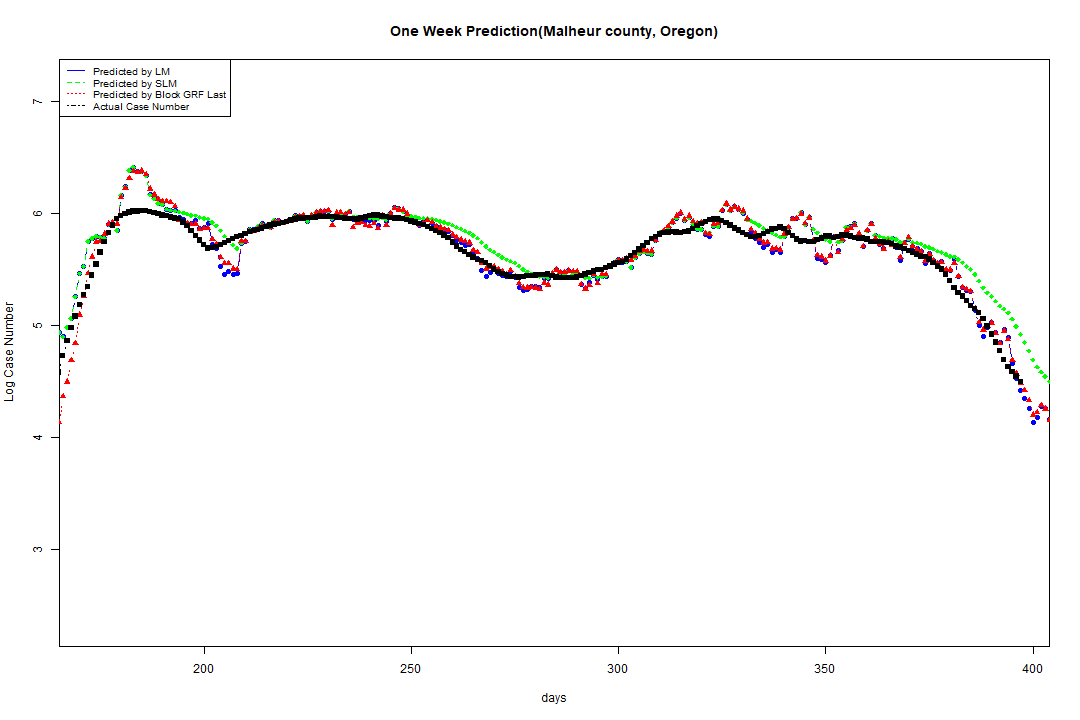 One Week Prediction(Malheur county, Oregon)
Predicted by LM
Predicted by SLM
Predicted by Block GRF Last
Actual Case Number
7
6
5
4
3
Log Case Number
200 250 300 350 400
days